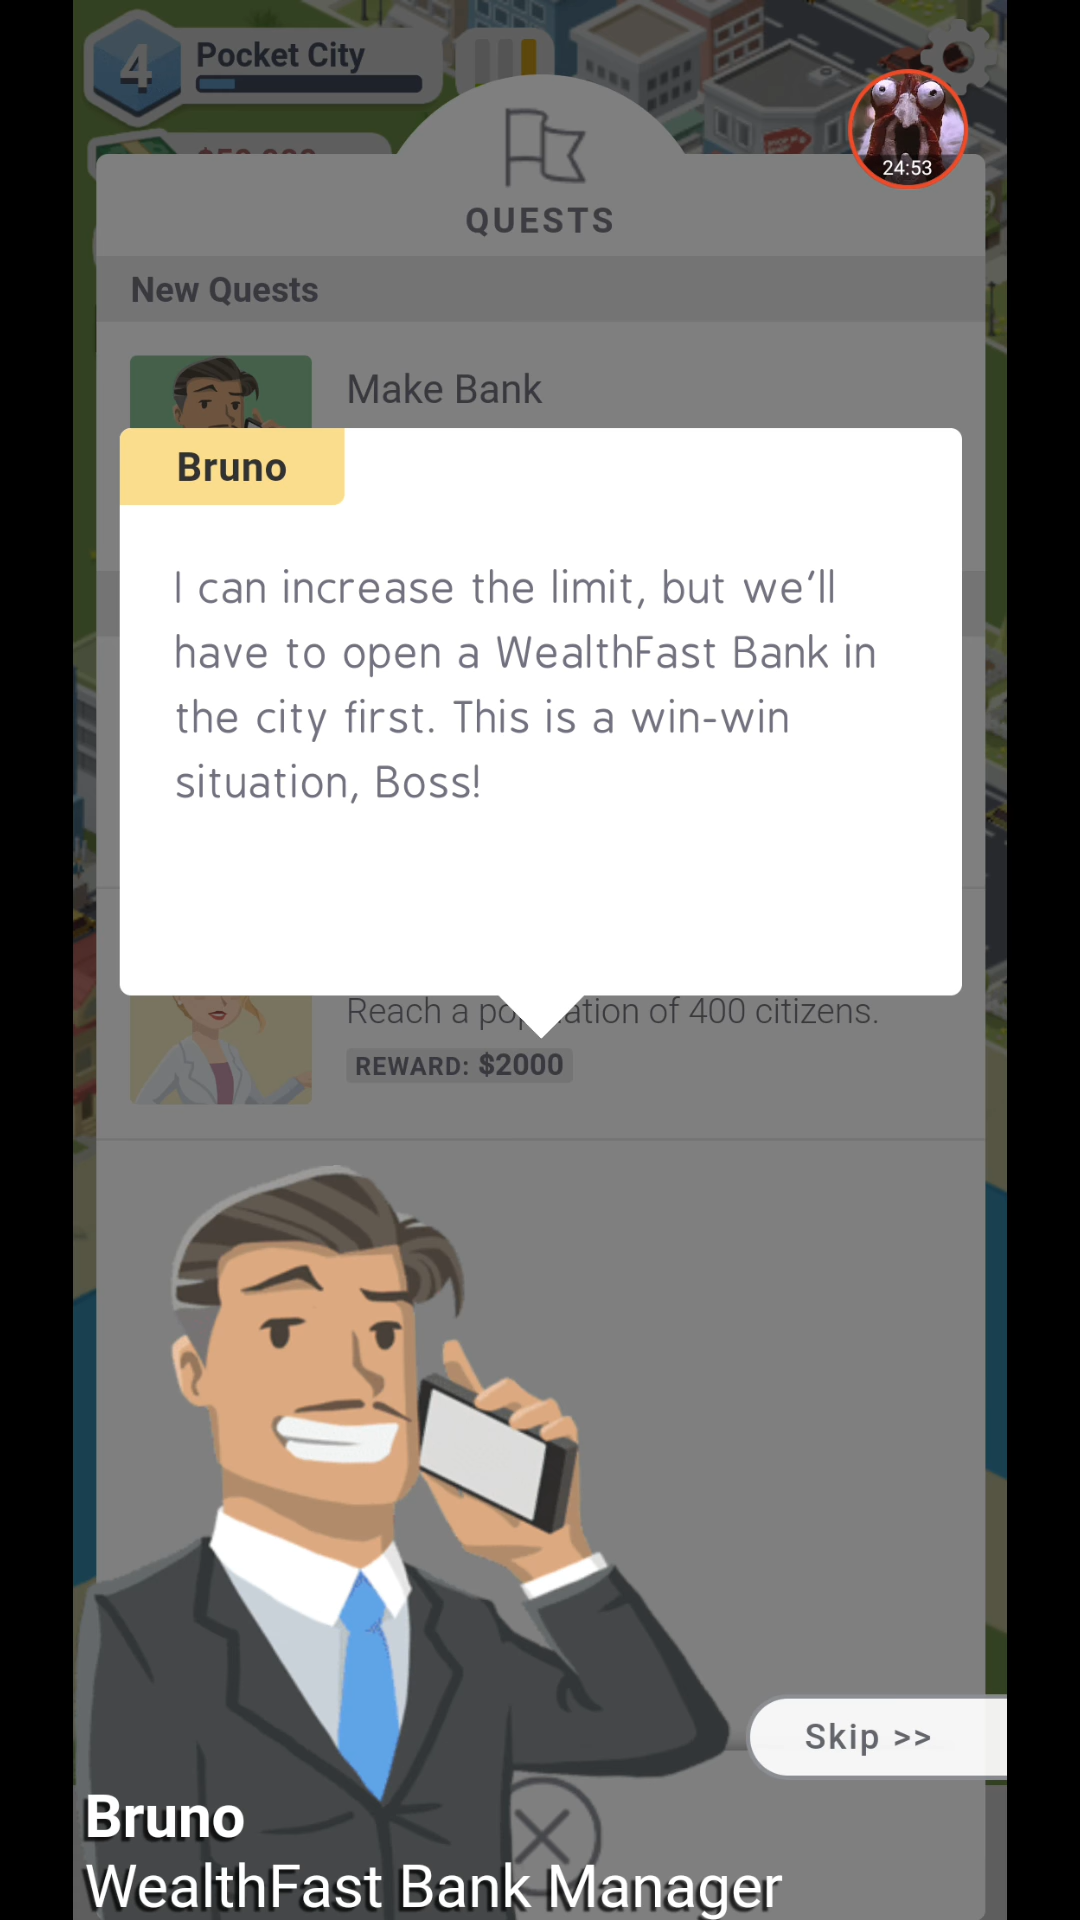 4
Pocket City
24:53
QUESTS
New Quests
Make Bank
Bruno
I can increase the limit, but we'll
have to open a WealthFast Bank in
the city first. This is a win-win
situation, Boss!
Reach a of 400 citizens.
REWARD: $2000
Skip >>
Bruno
WealthFast Bank Manager